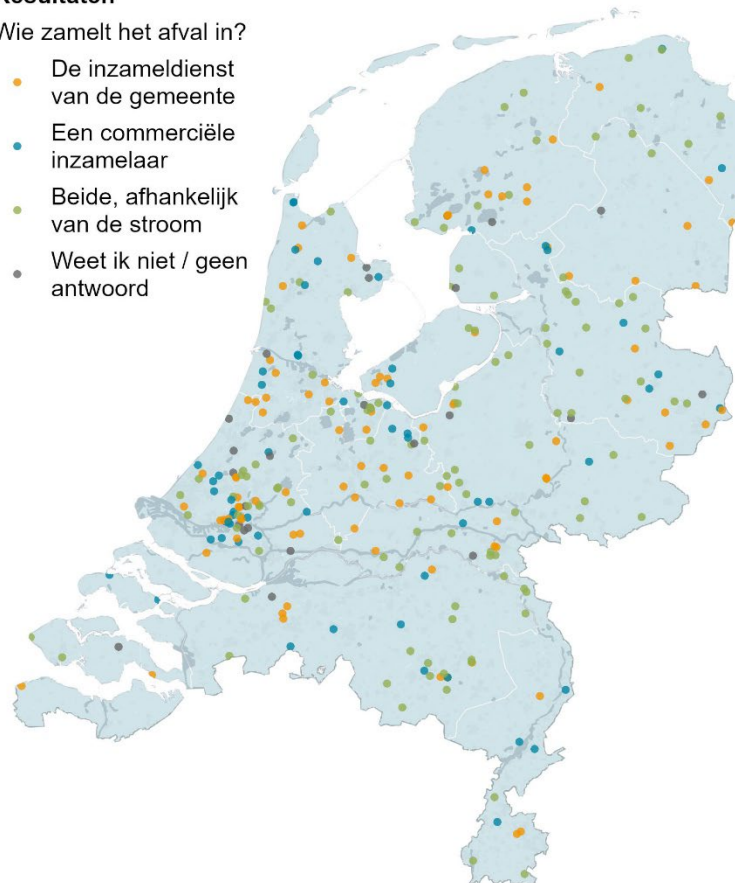 Resultaten
Wie zamelt het afval in?
De inzameldienst
van de gemeente
Een commerciële
inzamelaar
Beide, afhankelijk
van de stroom
Weet ik niet / geen
antwoord